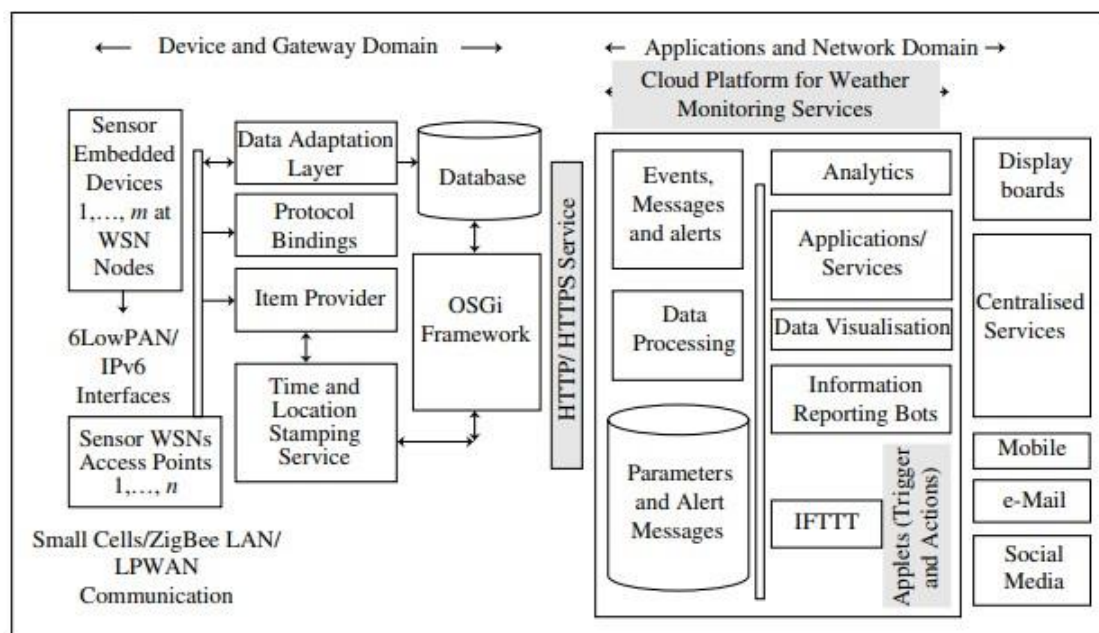 Device and Gateway Domain
Applications and Network Domain
Cloud Platform for Weather
Monitoring Services
Sensor
Embedded
Devices
1,…, m at
WSN
Nodes
6LowPAN/
IPv6
Interfaces
Sensor WSNs
Access Points
1,…, n
Small Cells/ZigBee LAN/
LPWAN
Communication
Data Adaptation
Layer
Protocol
Bindings
Item Provider
Time and
Location
Stamping
Service
Database
OSGi
Framework
HTTP/ HTTPS Service
Events,
Messages
and alerts
Data
Processing
Parameters
and Alert
Messages
Analytics
Applications/
Services
Data Visualisation
Information
Reporting Bots
IFTTT
Applets (Trigger
and Actions)
Display
boards
Centralised
Services
Mobile
e-Mail
Social
Media